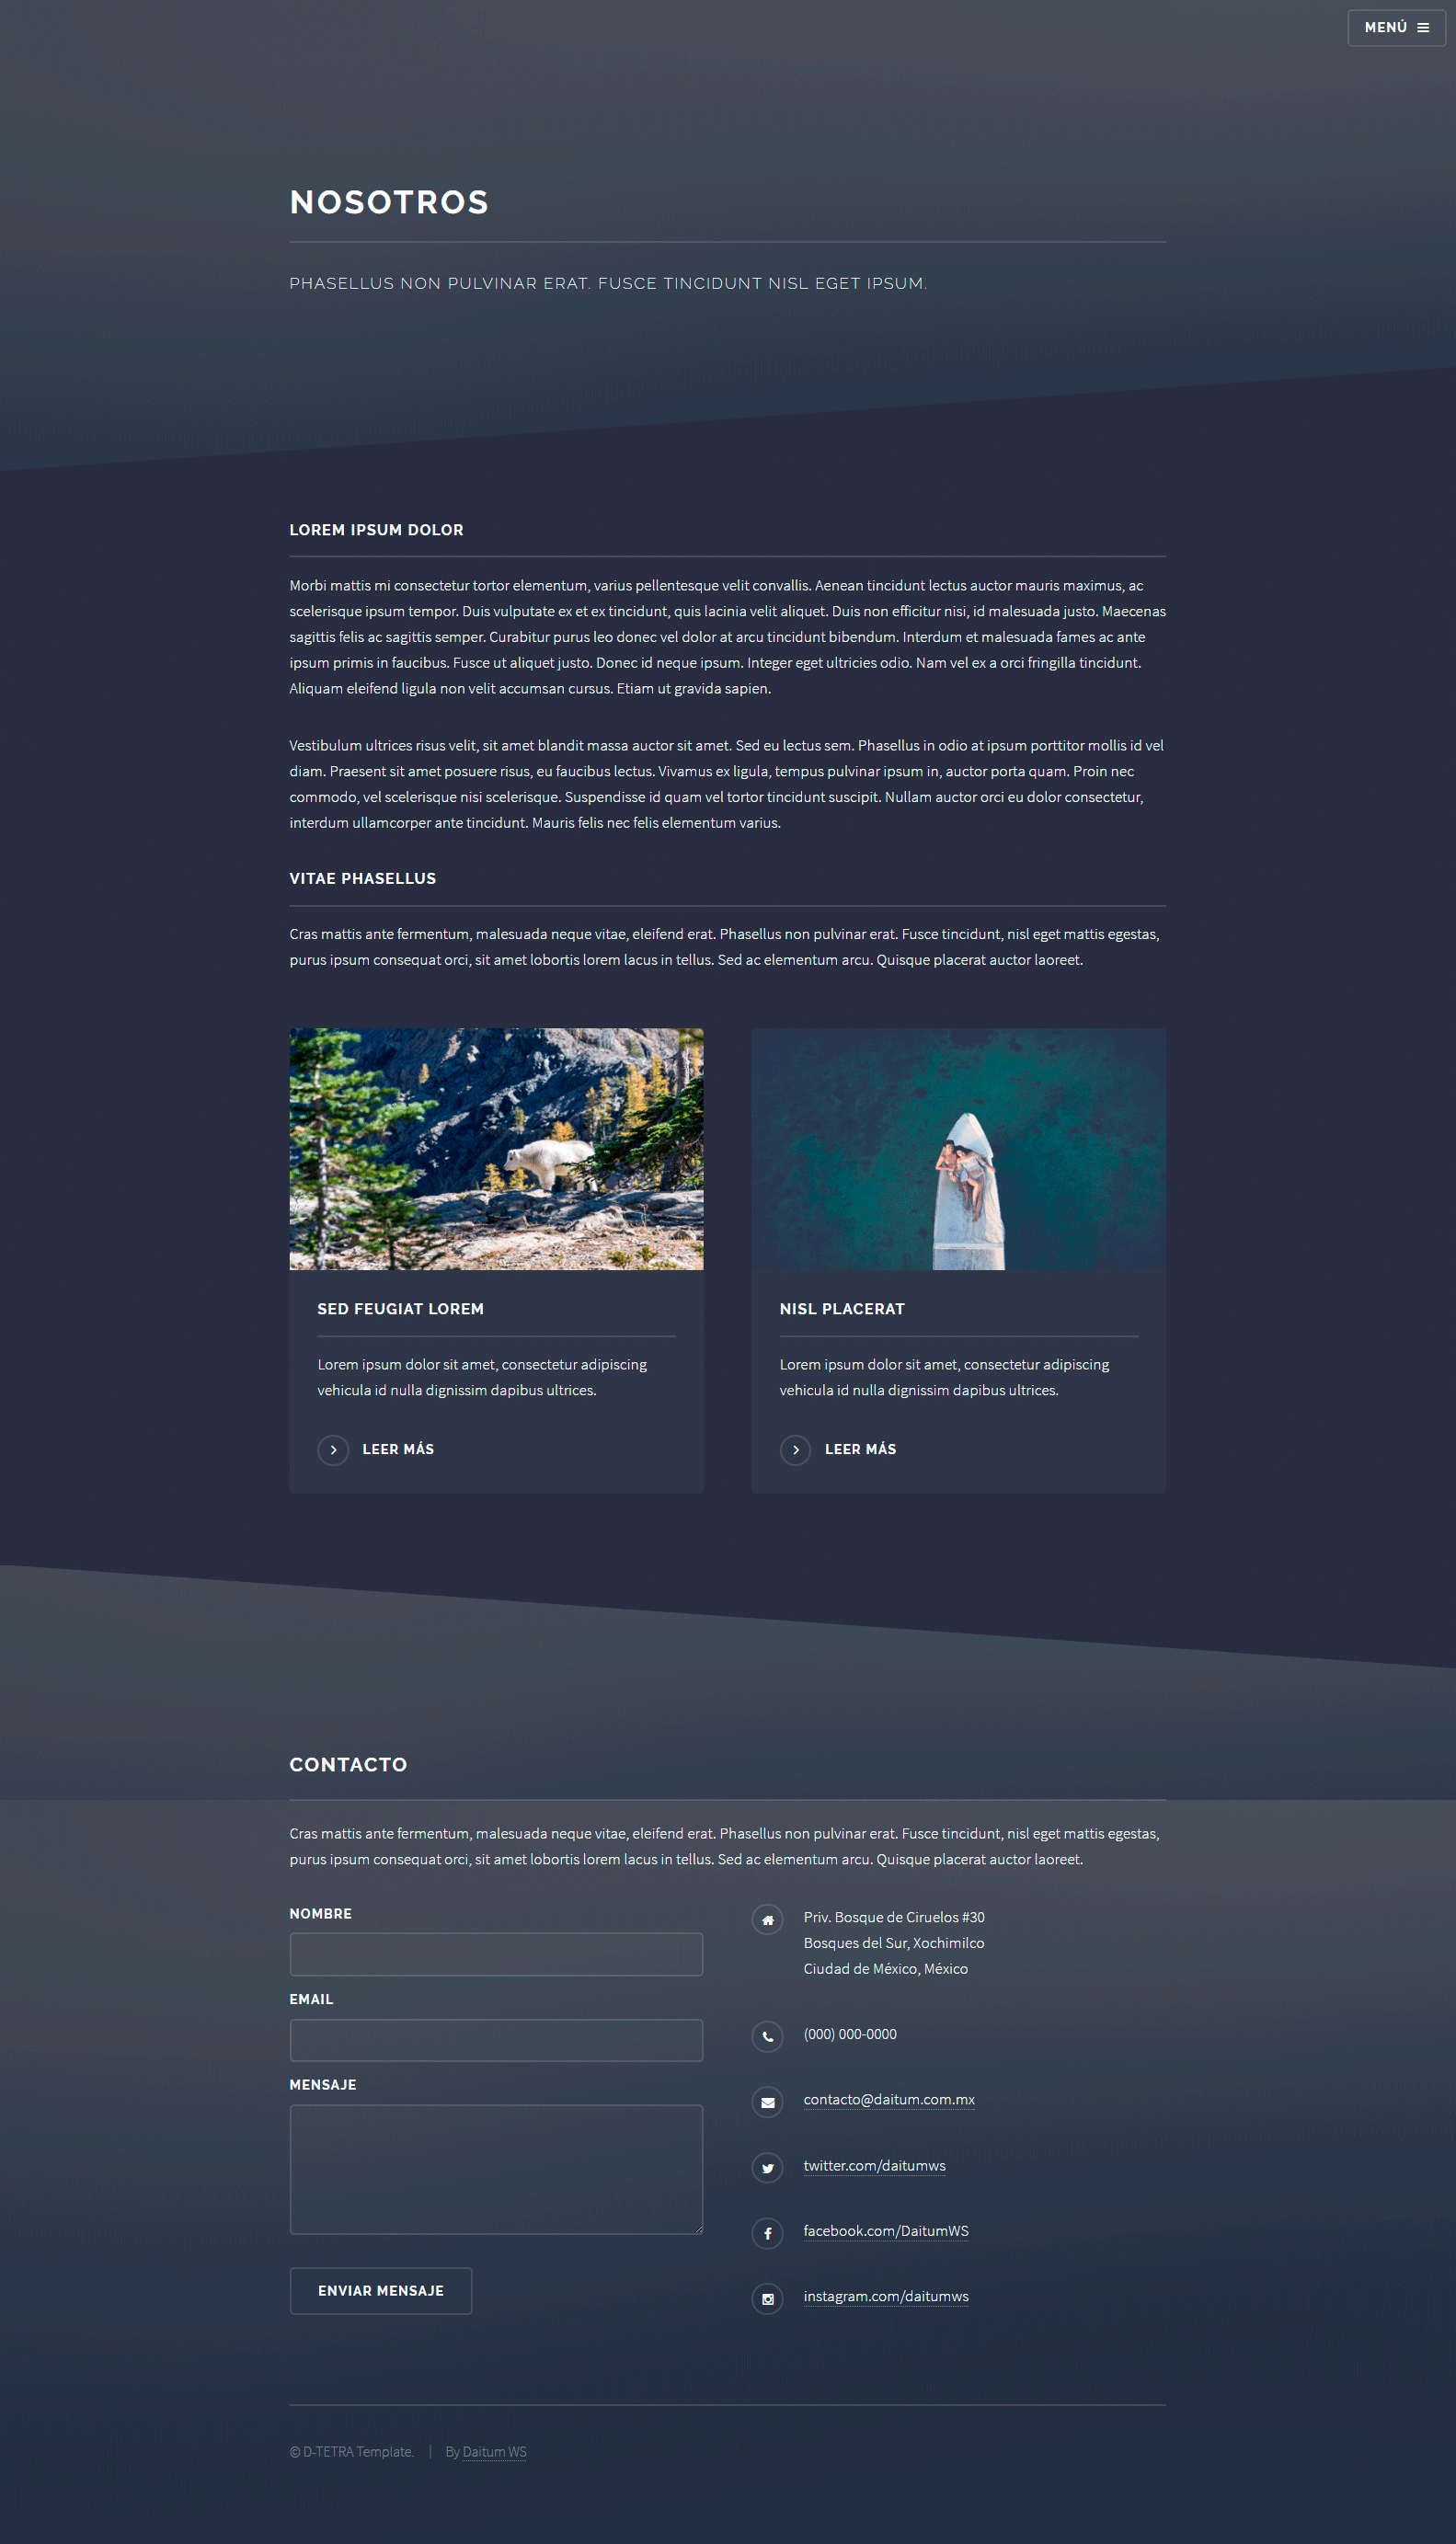 MENÚ
NOSOTROS
PHASELLUS NON PULVINAR ERAT. FUSCE TINCIDUNT NISL EGET IPSUM.
LOREM IPSUM DOLOR
Morbi mattis mi consectetur tortor elementum, varius pellentesque velit convallis. Aenean tincidunt lectus auctor mauris maximus, ac
scelerisque ipsum tempor. Duis vulputate ex et ex tincidunt, quis lacinia velit aliquet. Duis non efficitur nisi, id malesuada justo. Maecenas
sagittis felis ac sagittis semper. Curabitur purus leo donec vel dolor at arcu tincidunt bibendum. Interdum et malesuada fames ac ante
ipsum primis in faucibus. Fusce ut aliquet justo. Donec id neque ipsum. Integer eget ultricies odio. Nam vel ex a orci fringilla tincidunt.
Aliquam eleifend ligula non velit accumsan cursus. Etiam ut gravida sapien.
Vestibulum ultrices risus velit, sit amet blandit massa auctor sit amet. Sed eu lectus sem. Phasellus in odio at ipsum porttitor mollis id vel
diam. Praesent sit amet posuere risus, eu faucibus lectus. Vivamus ex ligula, tempus pulvinar ipsum in, auctor porta quam. Proin nec
commodo, vel scelerisque nisi scelerisque. Suspendisse id quam vel tortor tincidunt suscipit. Nullam auctor orci eu dolor consectetur,
interdum ullamcorper ante tincidunt. Mauris felis nec felis elementum varius.
VITAE PHASELLUS
Cras mattis ante fermentum, malesuada neque vitae, eleifend erat. Phasellus non pulvinar erat. Fusce tincidunt, nisl eget mattis egestas,
purus ipsum consequat orci, sit amet lobortis lorem lacus in tellus. Sed ac elementum arcu. Quisque placerat auctor laoreet.
SED FEUGIAT LOREM
Lorem ipsum dolor sit amet, consectetur adipiscing
vehicula id nulla dignissim dapibus ultrices.
LEER MÁS
NISL PLACERAT
Lorem ipsum dolor sit amet, consectetur adipiscing
vehicula id nulla dignissim dapibus ultrices.
LEER MÁS
CONTACTO
Cras mattis ante fermentum, malesuada neque vitae, eleifend erat. Phasellus non pulvinar erat. Fusce tincidunt, nisl eget mattis egestas,
purus ipsum consequat orci, sit amet lobortis lorem lacus in tellus. Sed ac elementum arcu. Quisque placerat auctor laoreet.
NOMBRE
EMAIL
MENSAJE
ENVIAR MENSAJE
Priv. Bosque de Ciruelos #30
Bosques del Sur, Xochimilco
Ciudad de México, México
(000) 000-0000
contacto@daitum.com.mx
twitter.com/daitumws
facebook.com/DaitumWS
instagram.com/daitumws
© D-TETRA Template. | By Daitum WS